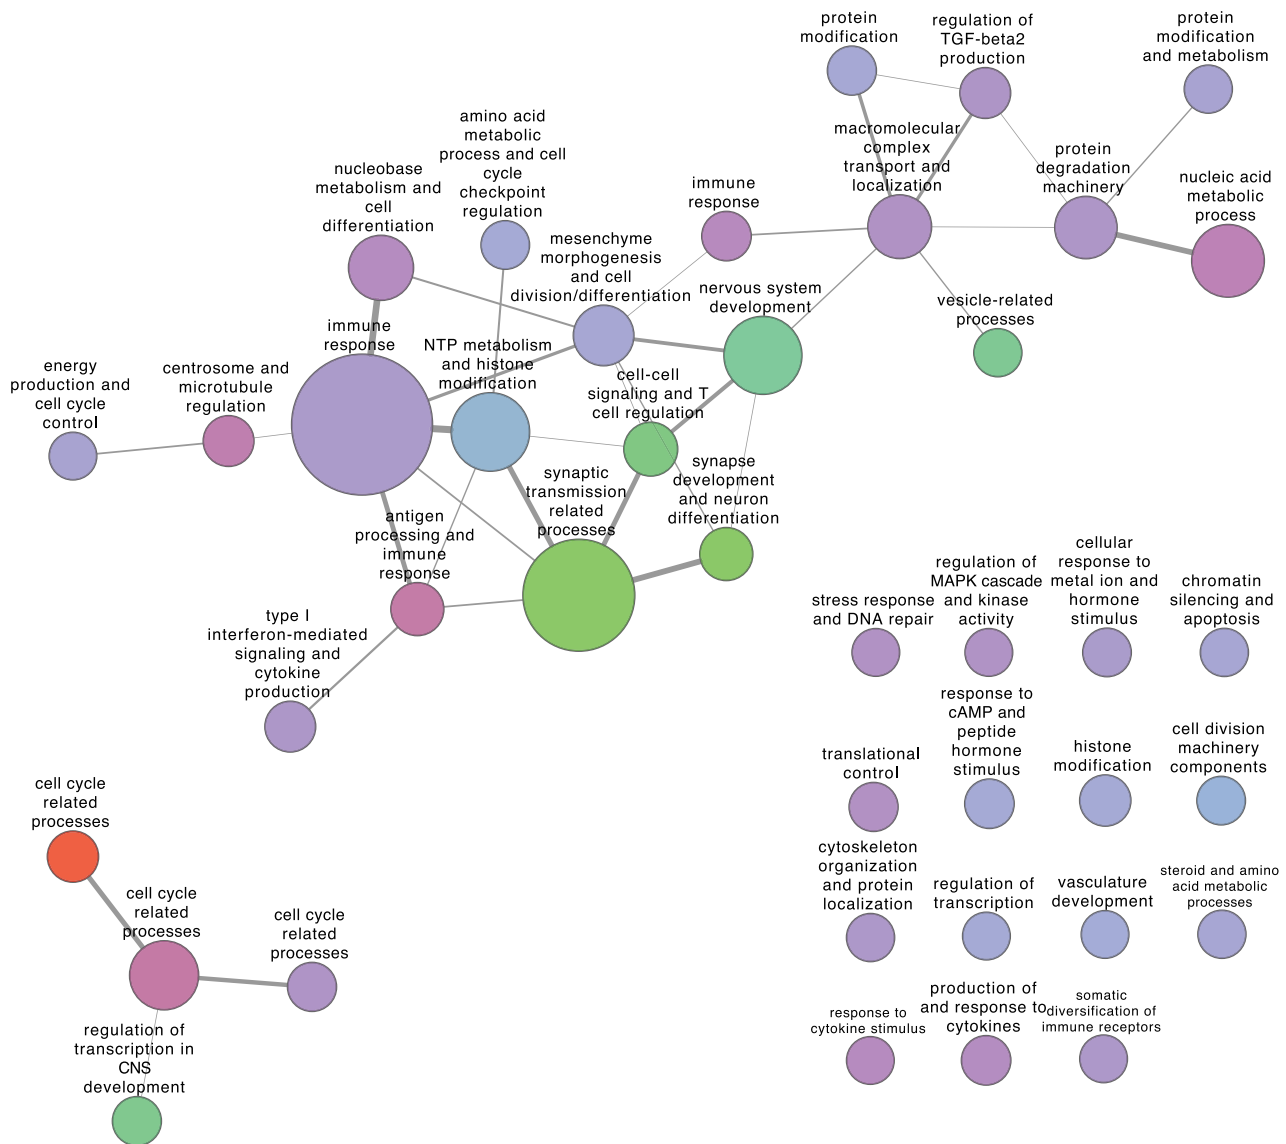 protein
modification
regulation of
TGF-beta2
production
protein
modification
and metabolism
amino acid
metabolic
process and cell
cycle
checkpoint
regulation
macromolecular
complex
transport and
localization
protein
degradation
machinery
nucleobase
metabolism and
cell
differentiation
immune
response
nucleic acid
metabolic
process
mesenchyme
morphogenesis
and cell
division/differentiation
nervous system
development
vesicle-related
processes
immune
response
NTP metabolism
and histone
modification
energy
production and
cell cycle
control
centrosome and
microtubule
regulation
cell-cell
signaling and T
cell regulation
synaptic
transmission
related
processes
synapse
development
and neuron
differentiation
antigen
processing and
immune
response
type I
interferon-mediated
signaling and
cytokine
production
stress response
and DNA repair
regulation of
MAPK cascade
and kinase
activity
cellular
response to
metal ion and
hormone
stimulus
chromatin
silencing and
apoptosis
translational
control
response to
cAMP and
peptide
hormone
stimulus
histone
modification
cell division
machinery
components
cell cycle
related
processes
cell cycle
related
processes
cell cycle
related
processes
regulation of
transcription in
CNS
development
cytoskeleton
organization
and protein
localization
regulation of
transcription
vasculature
development
steroid and amino
acid metabolic
processes
response to
cytokine stimulus
production of
and response to
cytokines
somatic
diversification of
immune receptors